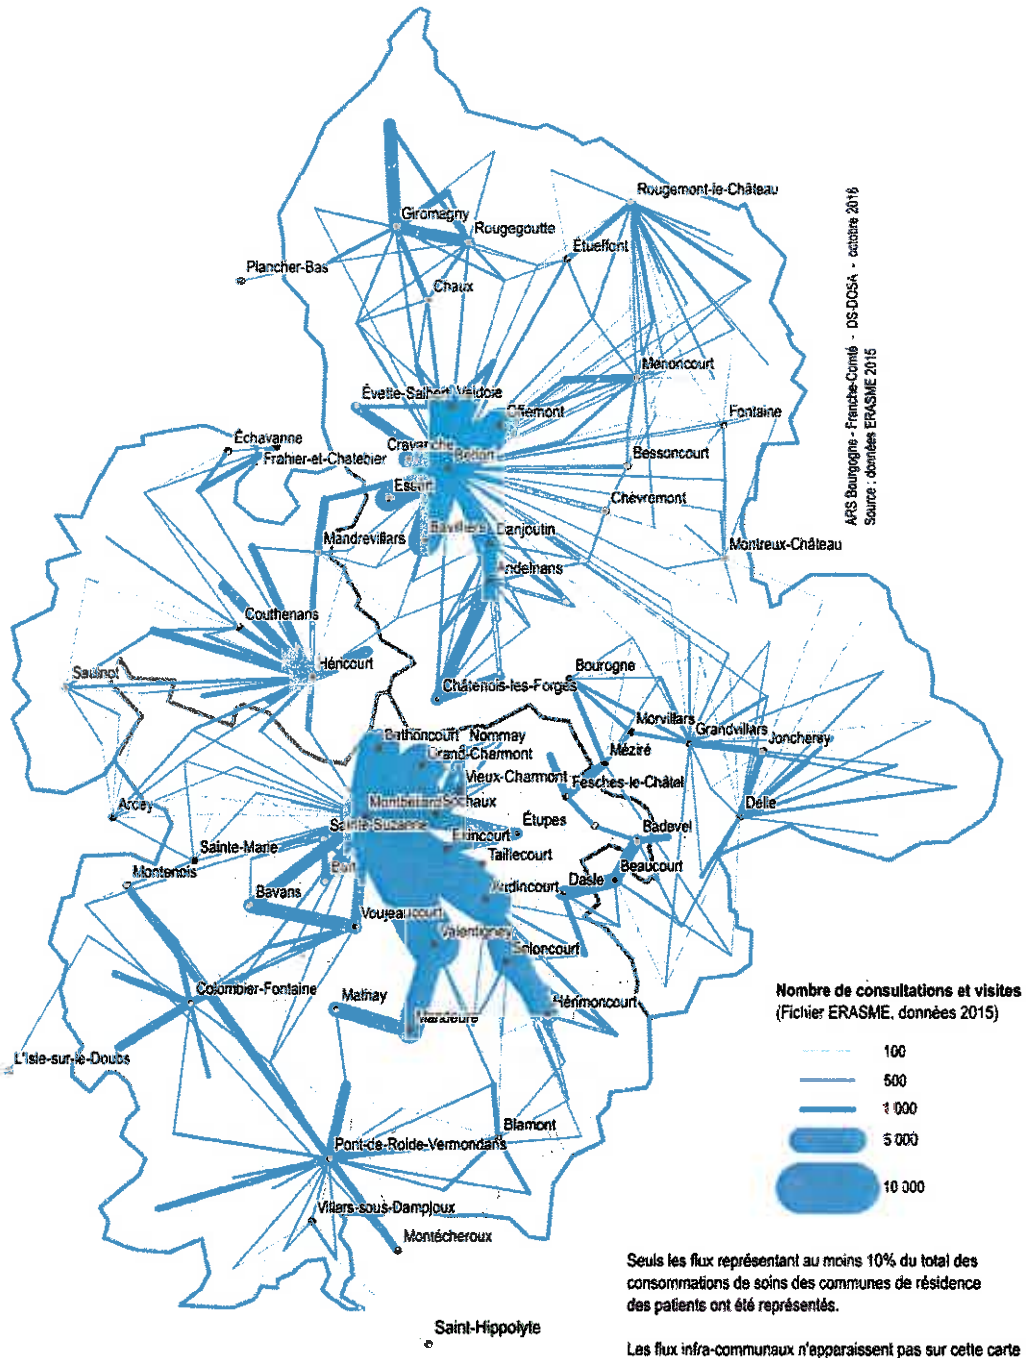 Rougemont-le-Château
Giromagny
Rougegoutte
Étueffont
Plancher-Bas
Chaux
Menoncourt
Évette-Salbert
Valdoie
Offemont
Fontaine
Échavanne
Cravanche
Belfort
Frahier-et-Chatebier
Bessoncourt
Essert
Chèvremont
Bavilliers
Danjoutin
Mandrevillars
Montreux-Château
Andelnans
Couthenans
Héricourt
Bourogne
Saulnot
Châtenois-les-Forges
Morvillars
Grandvillars
Bethoncourt
Nommay
Joncherey
Grand-Charmont
Méziré
Vieux-Charmont
Fesches-le-Châtel
Arcey
Montbéliard
Sochaux
Delle
Sainte-Suzanne
Étupes
Badevel
Exincourt
Sainte-Marie
Taillecourt
Bart
Beaucourt
Montenois
Dasle
Audincourt
Bavans
Voujeaucourt
Valentigney
Seloncourt
Colombier-Fontaine
Mathay
Hérimoncourt
Mandeure
L'Isle-sur-le-Doubs
Blamont
Pont-de-Roide-Vermondans
Villars-sous-Dampjoux
Montécheroux
Saint-Hippolyte
ARS Bourgogne - Franche-Comté - DS-DOSA - octobre 2016
Source : données ERASME 2015
Nombre de consultations et visites
(Fichier ERASME, données 2015)
100
500
1 000
5 000
10 000
Seuls les flux représentant au moins 10% du total des
consommations de soins des communes de résidence
des patients ont été représentés.
Les flux infra-communaux n'apparaissent pas sur cette carte